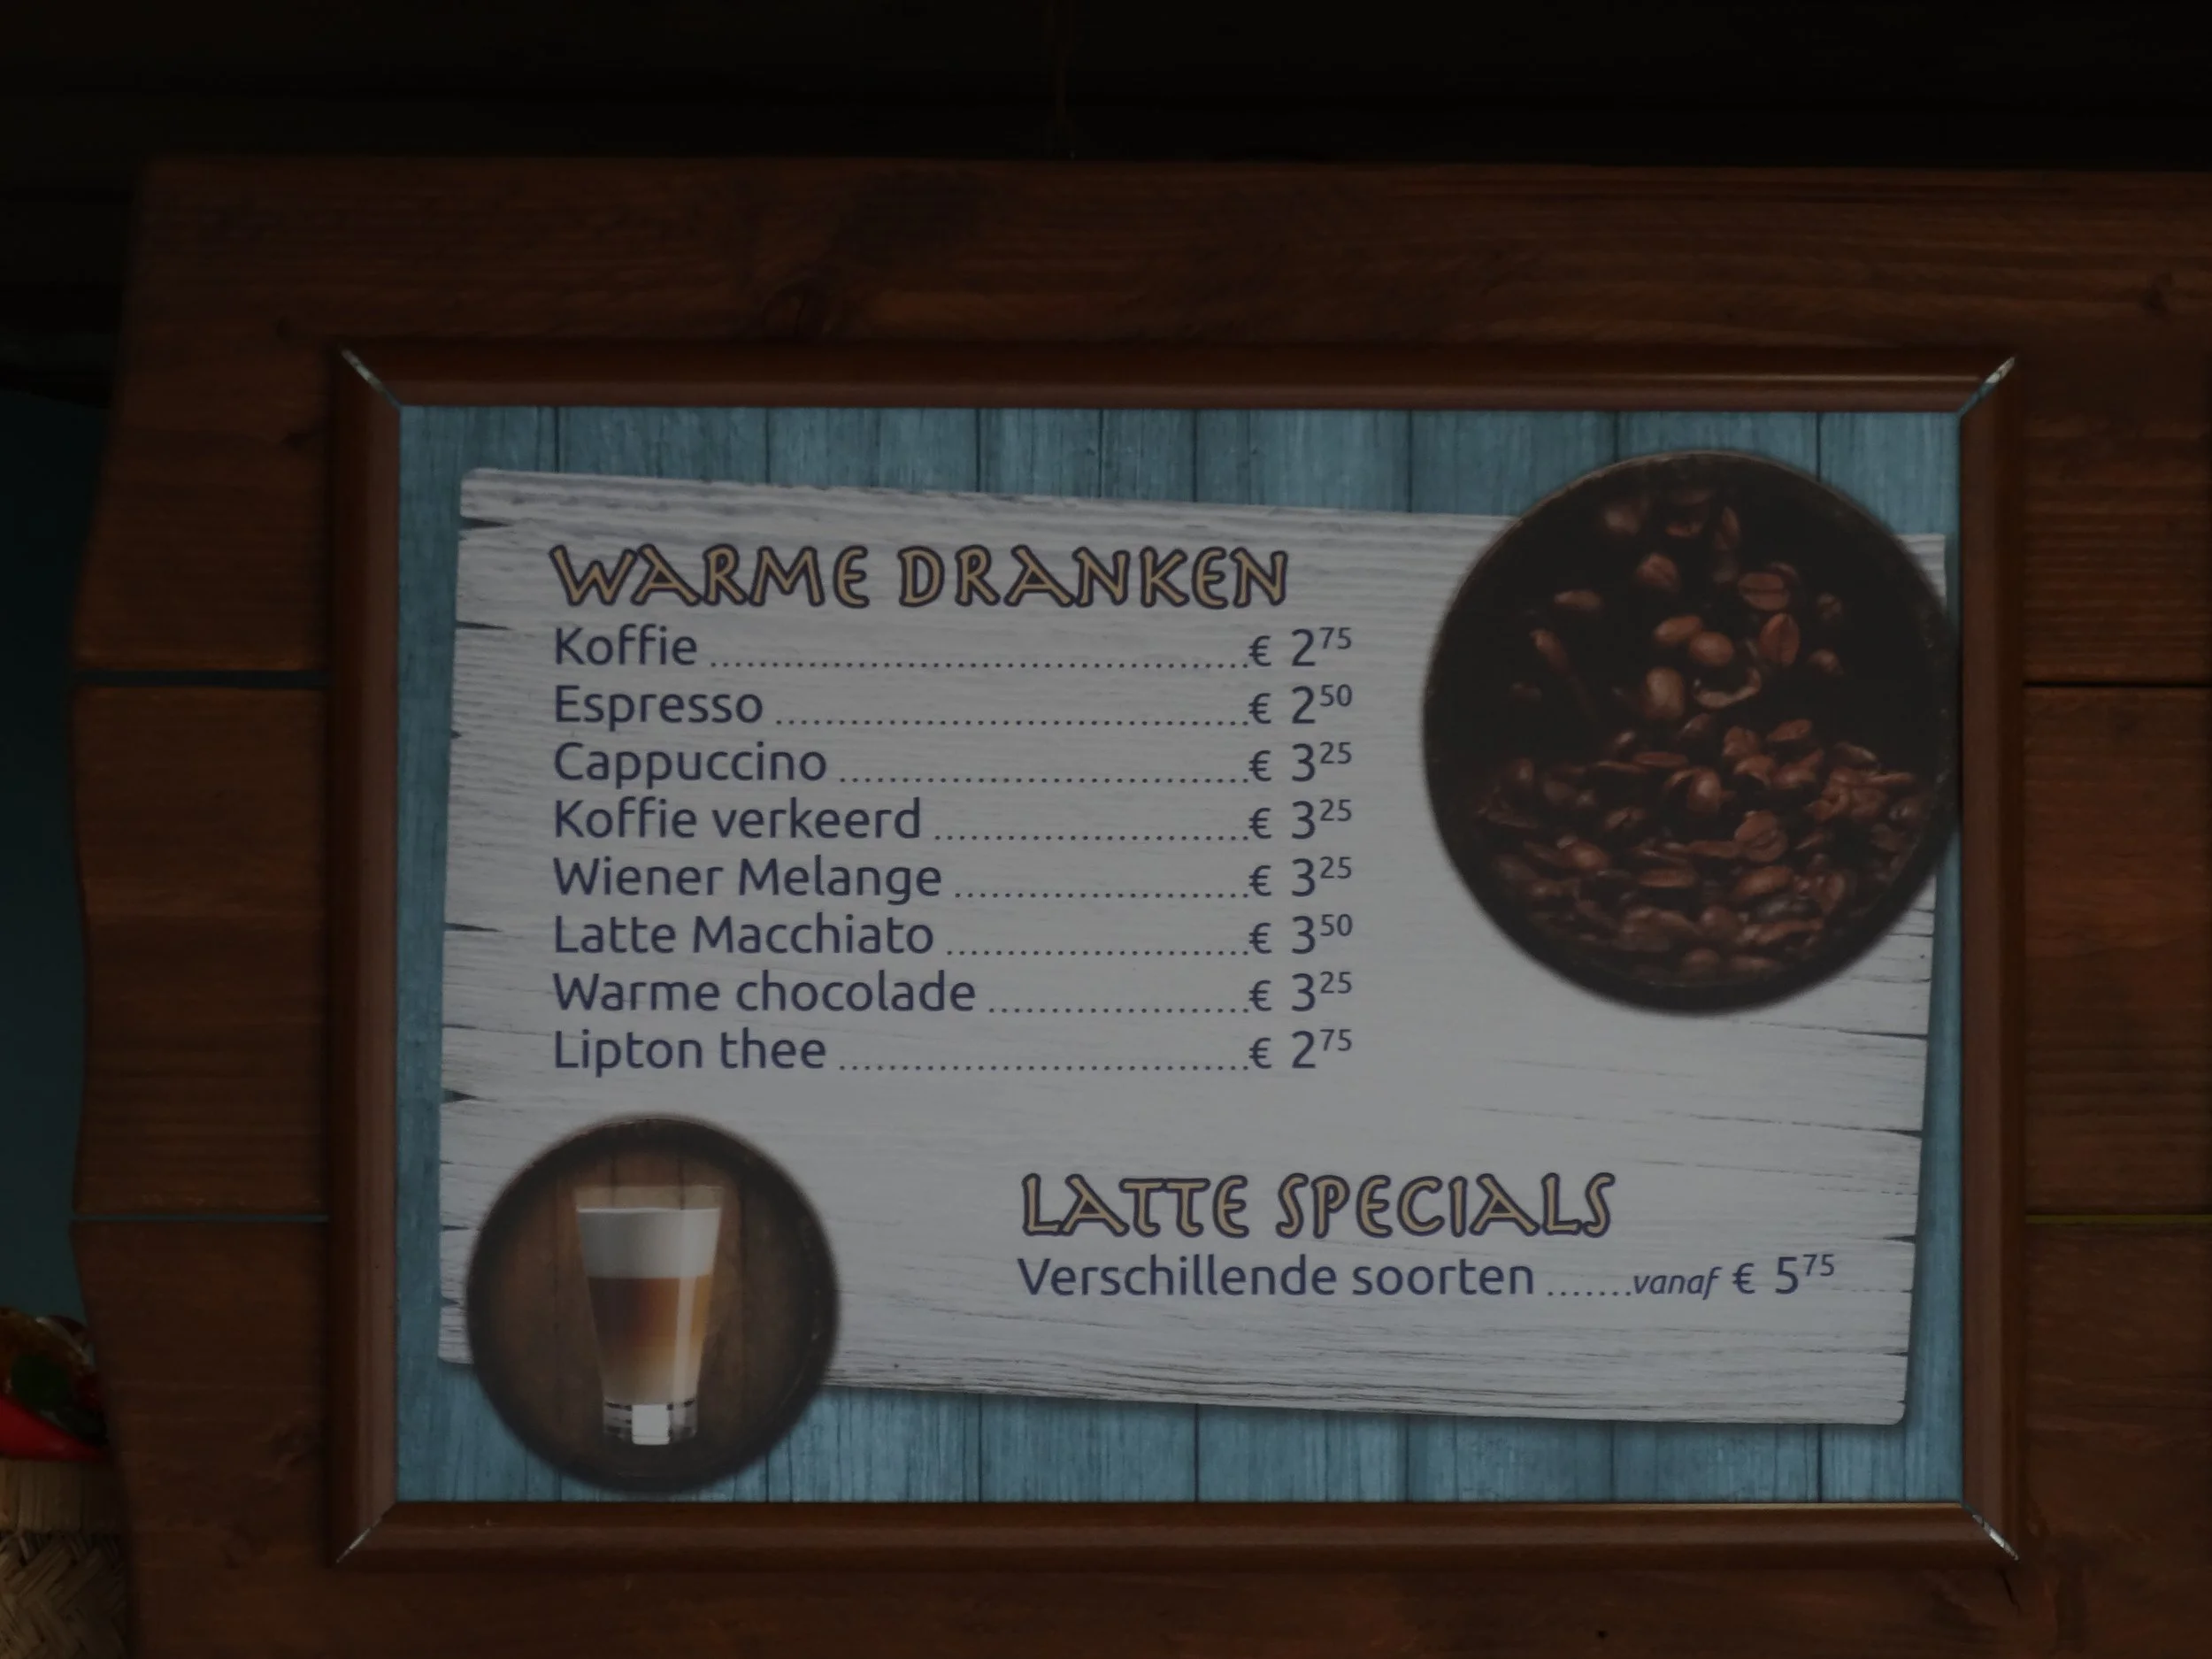 WARME DRANKEN
Koffie ........................................................ € 2⁷⁵
Espresso ................................................. € 2⁵⁰
Cappuccino ........................................... € 3²⁵
Koffie verkeerd ................................. € 3²⁵
Wiener Melange ............................... € 3²⁵
Latte Macchiato ................................ € 3⁵⁰
Warme chocolade ........................... € 3²⁵
Lipton thee ........................................... € 2⁷⁵
LATTE SPECIALS
Verschillende soorten .......vanaf € 5⁷⁵